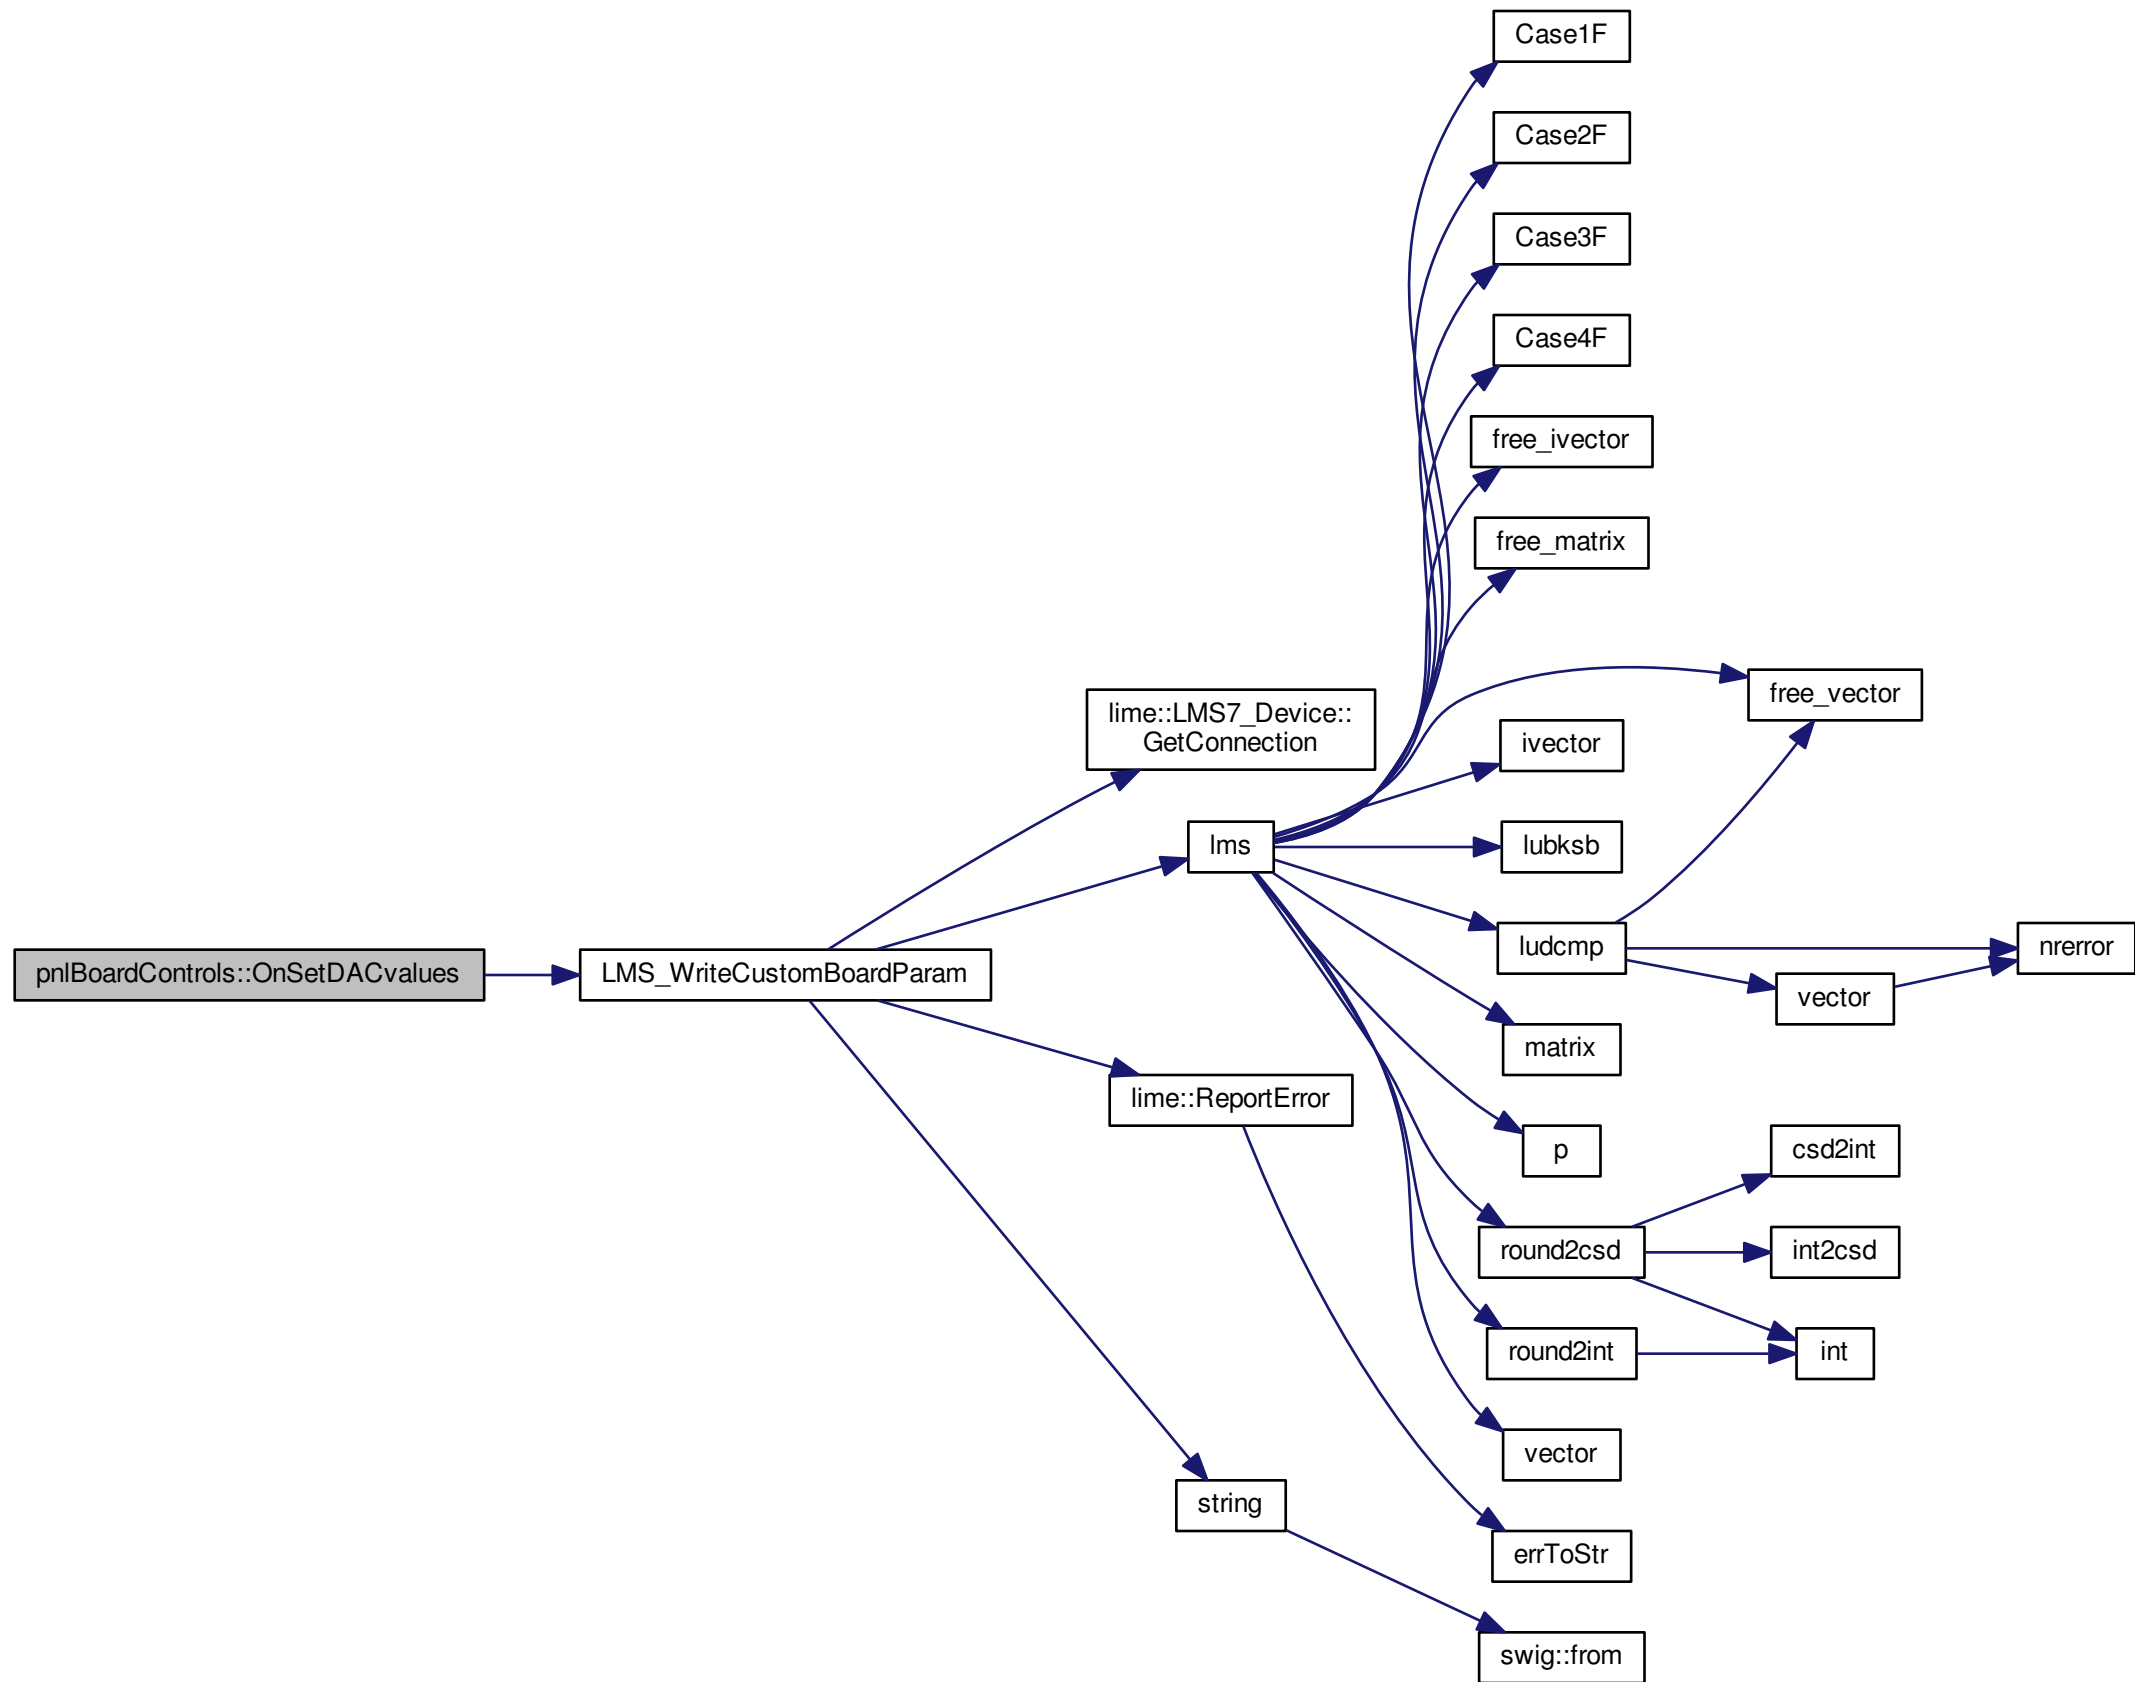 Case1F
Case2F
Case3F
Case4F
free_ivector
free_matrix
free_vector
lime::LMS7_Device::
GetConnection
ivector
lms
lubksb
pnlBoardControls::OnSetDACvalues
LMS_WriteCustomBoardParam
ludcmp
nrerror
vector
matrix
lime::ReportError
p
csd2int
round2csd
int2csd
round2int
int
vector
string
errToStr
swig::from